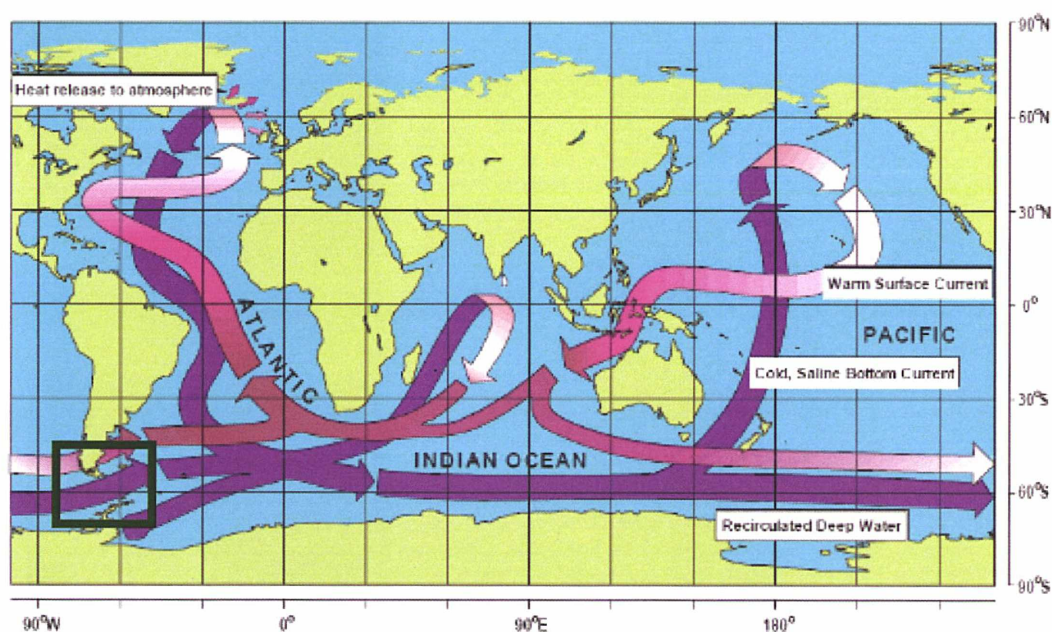 90°N
Heat release to atmosphere
60°N
30°N
Warm Surface Current
0°
ATLANTIC
PACIFIC
Cold, Saline Bottom Current
30°S
INDIAN OCEAN
60°S
Recirculated Deep Water
90°S
90°W 0° 90°E 180°